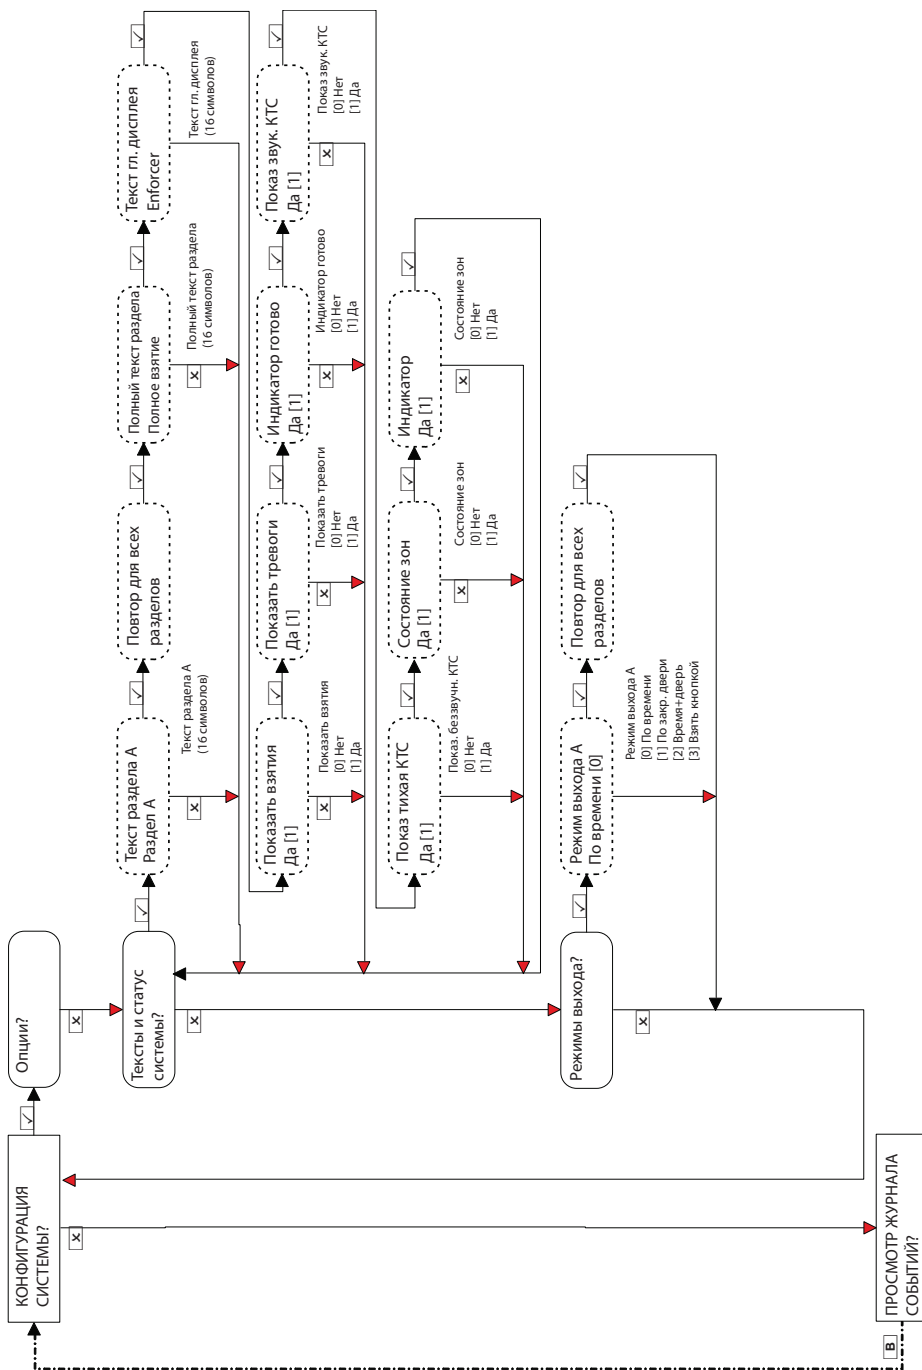 КОНФИГУРАЦИЯ
СИСТЕМЫ?
Опции?
Тексты и статус
системы?
Текст раздела А
Раздел А
Текст раздела А
(16 символов)
Повтор для всех
разделов
Полный текст раздела
Полное взятие
Полный текст раздела
(16 символов)
Текст гл. дисплея
Enforcer
Текст гл. дисплея
(16 символов)
Показать взятия
Да [1]
Показать взятия
[0] Нет
[1] Да
Показать тревоги
Да [1]
Показать тревоги
[0] Нет
[1] Да
Индикатор готово
Да [1]
Индикатор готово
[0] Нет
[1] Да
Показ звук. КТС
Да [1]
Показ звук. КТС
[0] Нет
[1] Да
Показ тихая КТС
Да [1]
Показ. беззвучн. КТС
[0] Нет
[1] Да
Состояние зон
Да [1]
Состояние зон
[0] Нет
[1] Да
Индикатор
Да [1]
Состояние зон
[0] Нет
[1] Да
Режимы выхода?
Режим выхода А
По времени [0]
Режим выхода А
[0] По времени
[1] По закр. двери
[2] Время+дверь
[3] Взять кнопкой
Повтор для всех
разделов
ПРОСМОТР ЖУРНАЛА
СОБЫТИЙ?
B